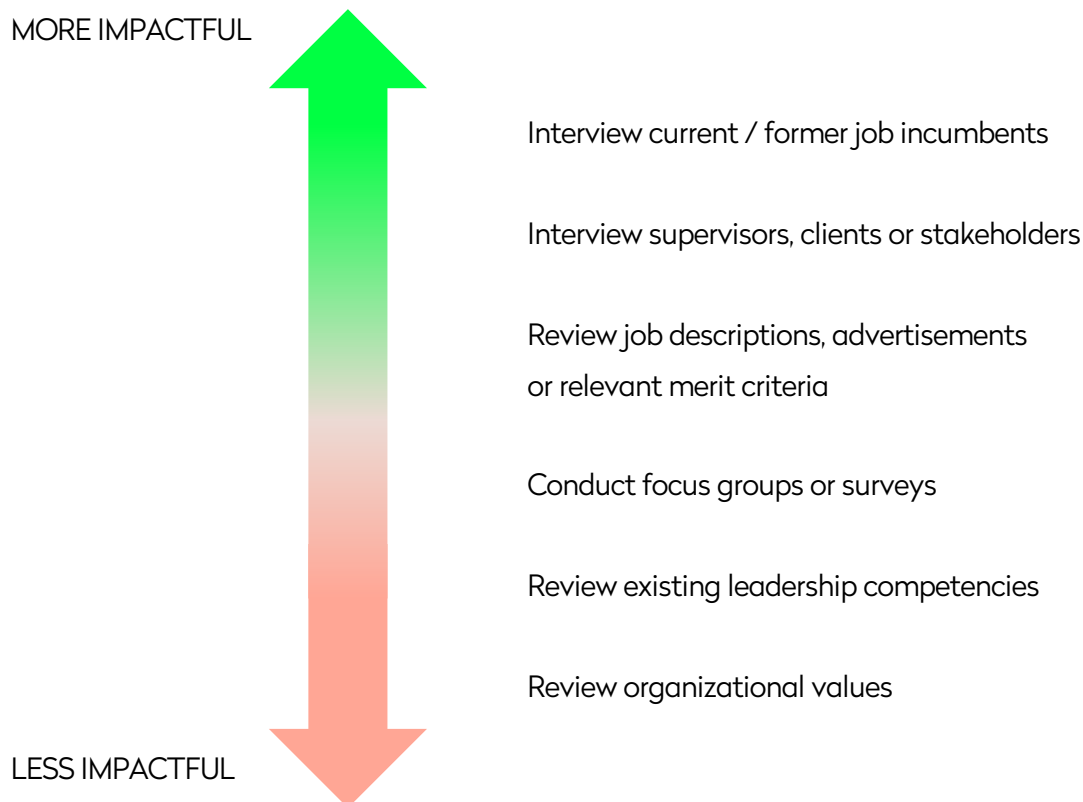 MORE IMPACTFUL
Interview current / former job incumbents
Interview supervisors, clients or stakeholders
Review job descriptions, advertisements
or relevant merit criteria
Conduct focus groups or surveys
Review existing leadership competencies
Review organizational values
LESS IMPACTFUL